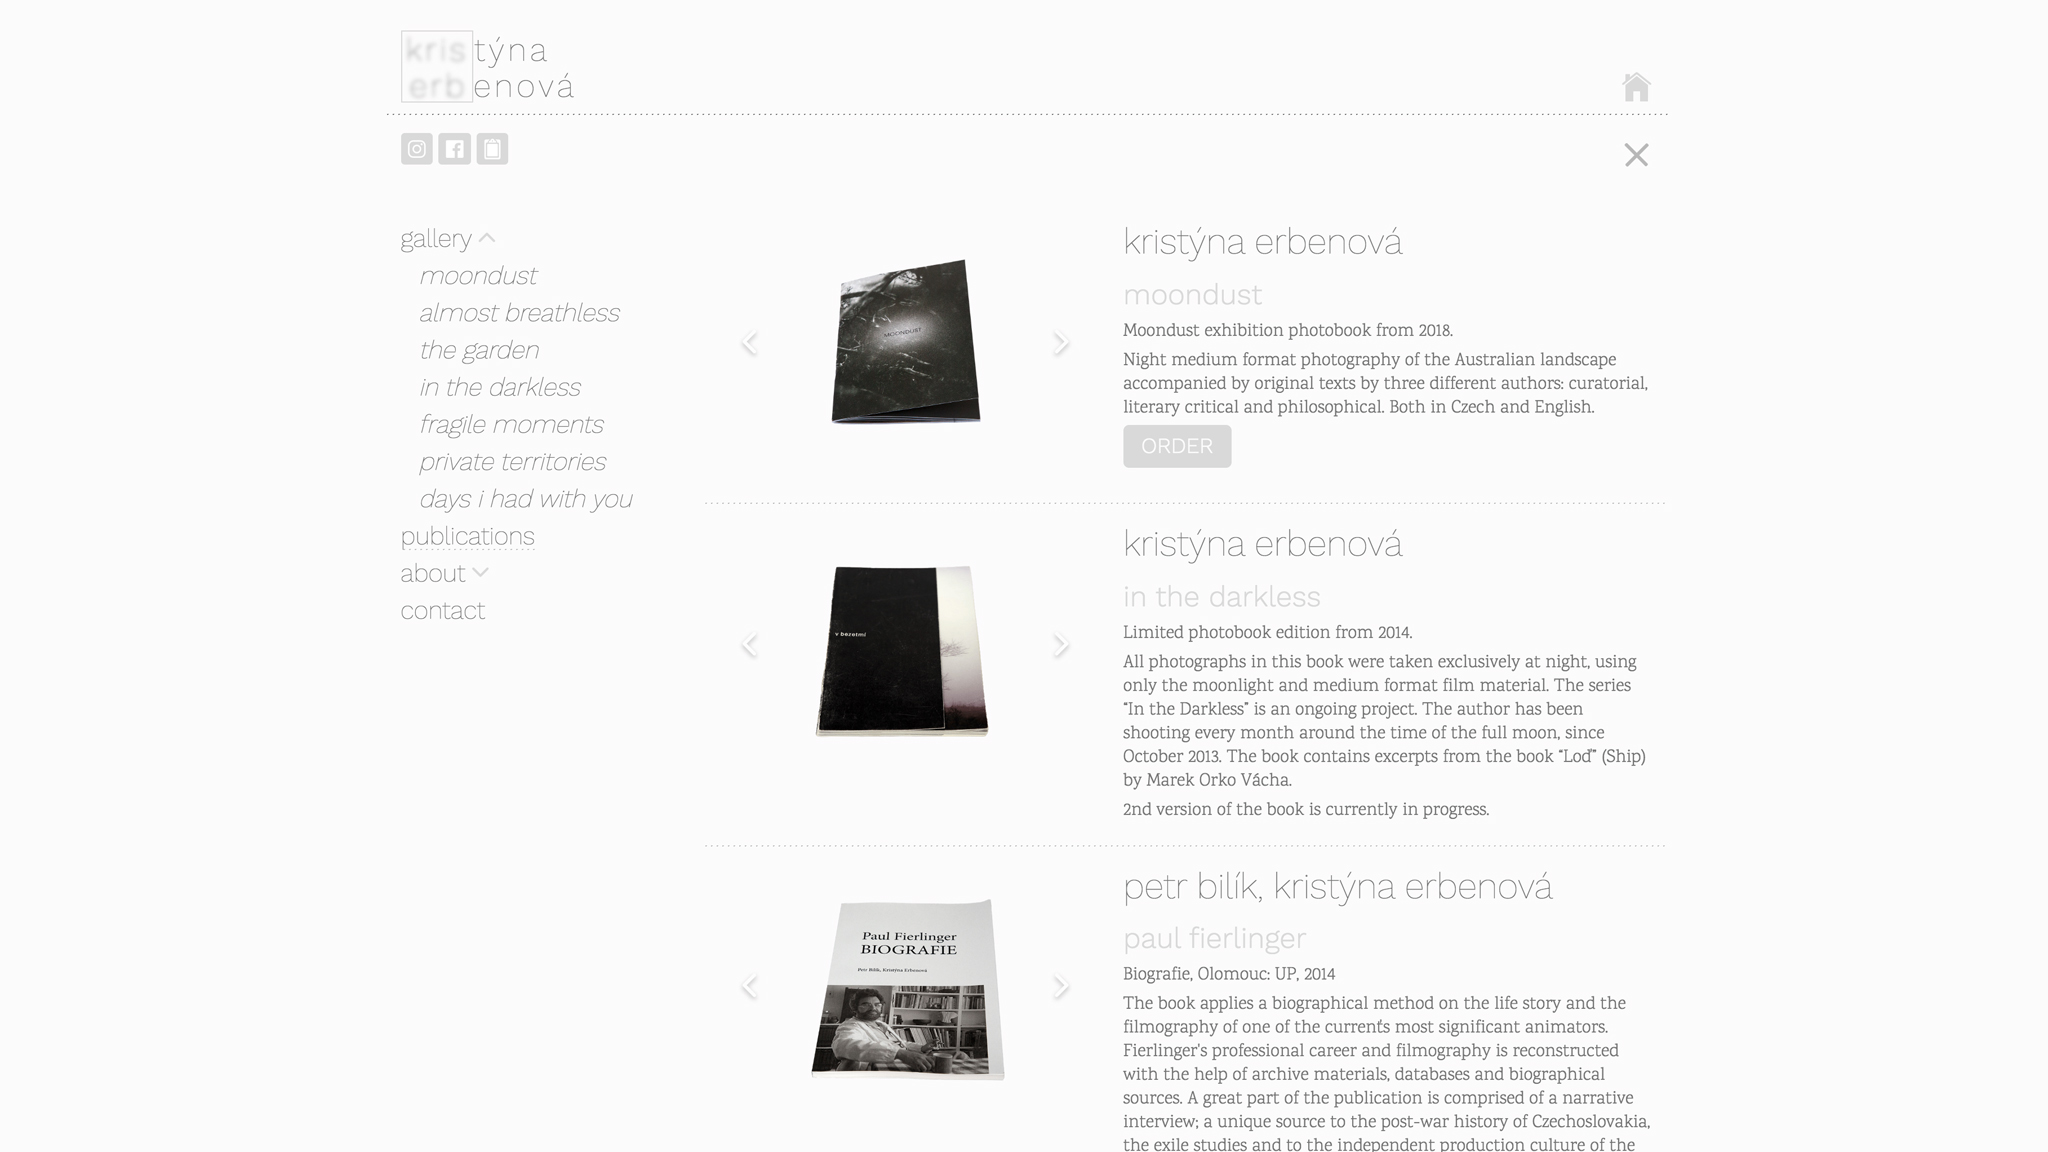 kristýna
erbenová
gallery
moondust
almost breathless
the garden
in the darkless
fragile moments
private territories
days i had with you
publications
about
contact
MOONDUST
kristýna erbenová
moondust
Moondust exhibition photobook from 2018.
Night medium format photography of the Australian landscape
accompanied by original texts by three different authors: curatorial,
literary critical and philosophical. Both in Czech and English.
ORDER
v bezetmí
kristýna erbenová
in the darkless
Limited photobook edition from 2014.
All photographs in this book were taken exclusively at night, using
only the moonlight and medium format film material. The series
“In the Darkless” is an ongoing project. The author has been
shooting every month around the time of the full moon, since
October 2013. The book contains excerpts from the book “Loď” (Ship)
by Marek Orko Vácha.
2nd version of the book is currently in progress.
Paul Fierlinger
BIOGRAFIE
Petr Bilík, Kristýna Erbenová
petr bilík, kristýna erbenová
paul fierlinger
Biografie, Olomouc: UP, 2014
The book applies a biographical method on the life story and the
filmography of one of the current's most significant animators.
Fierlinger's professional career and filmography is reconstructed
with the help of archive materials, databases and biographical
sources. A great part of the publication is comprised of a narrative
interview; a unique source to the post-war history of Czechoslovakia,
the exile studies and to the independent production culture of the